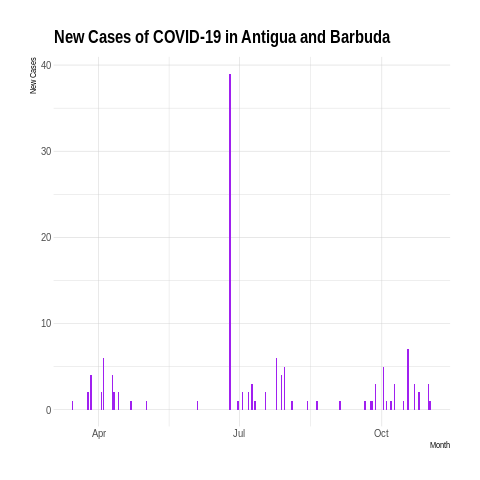 New Cases of COVID-19 in Antigua and Barbuda
New Cases
40
30
20
10
0
Apr
Jul
Oct
Month